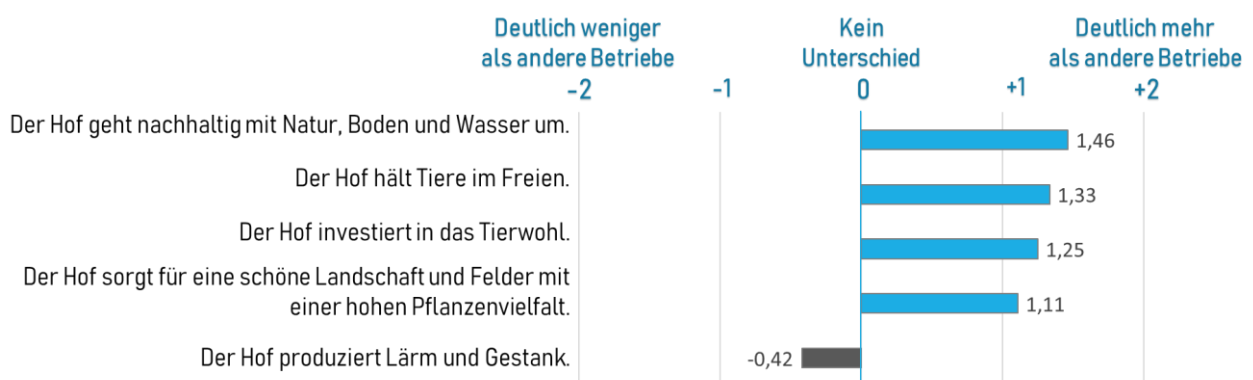 Deutlich weniger
als andere Betriebe
-2
-1
Kein
Unterschied
0
+1
Deutlich mehr
als andere Betriebe
+2
Der Hof geht nachhaltig mit Natur, Boden und Wasser um.
1,46
Der Hof hält Tiere im Freien.
1,33
Der Hof investiert in das Tierwohl.
1,25
Der Hof sorgt für eine schöne Landschaft und Felder mit
einer hohen Pflanzenvielfalt.
1,11
Der Hof produziert Lärm und Gestank.
-0,42